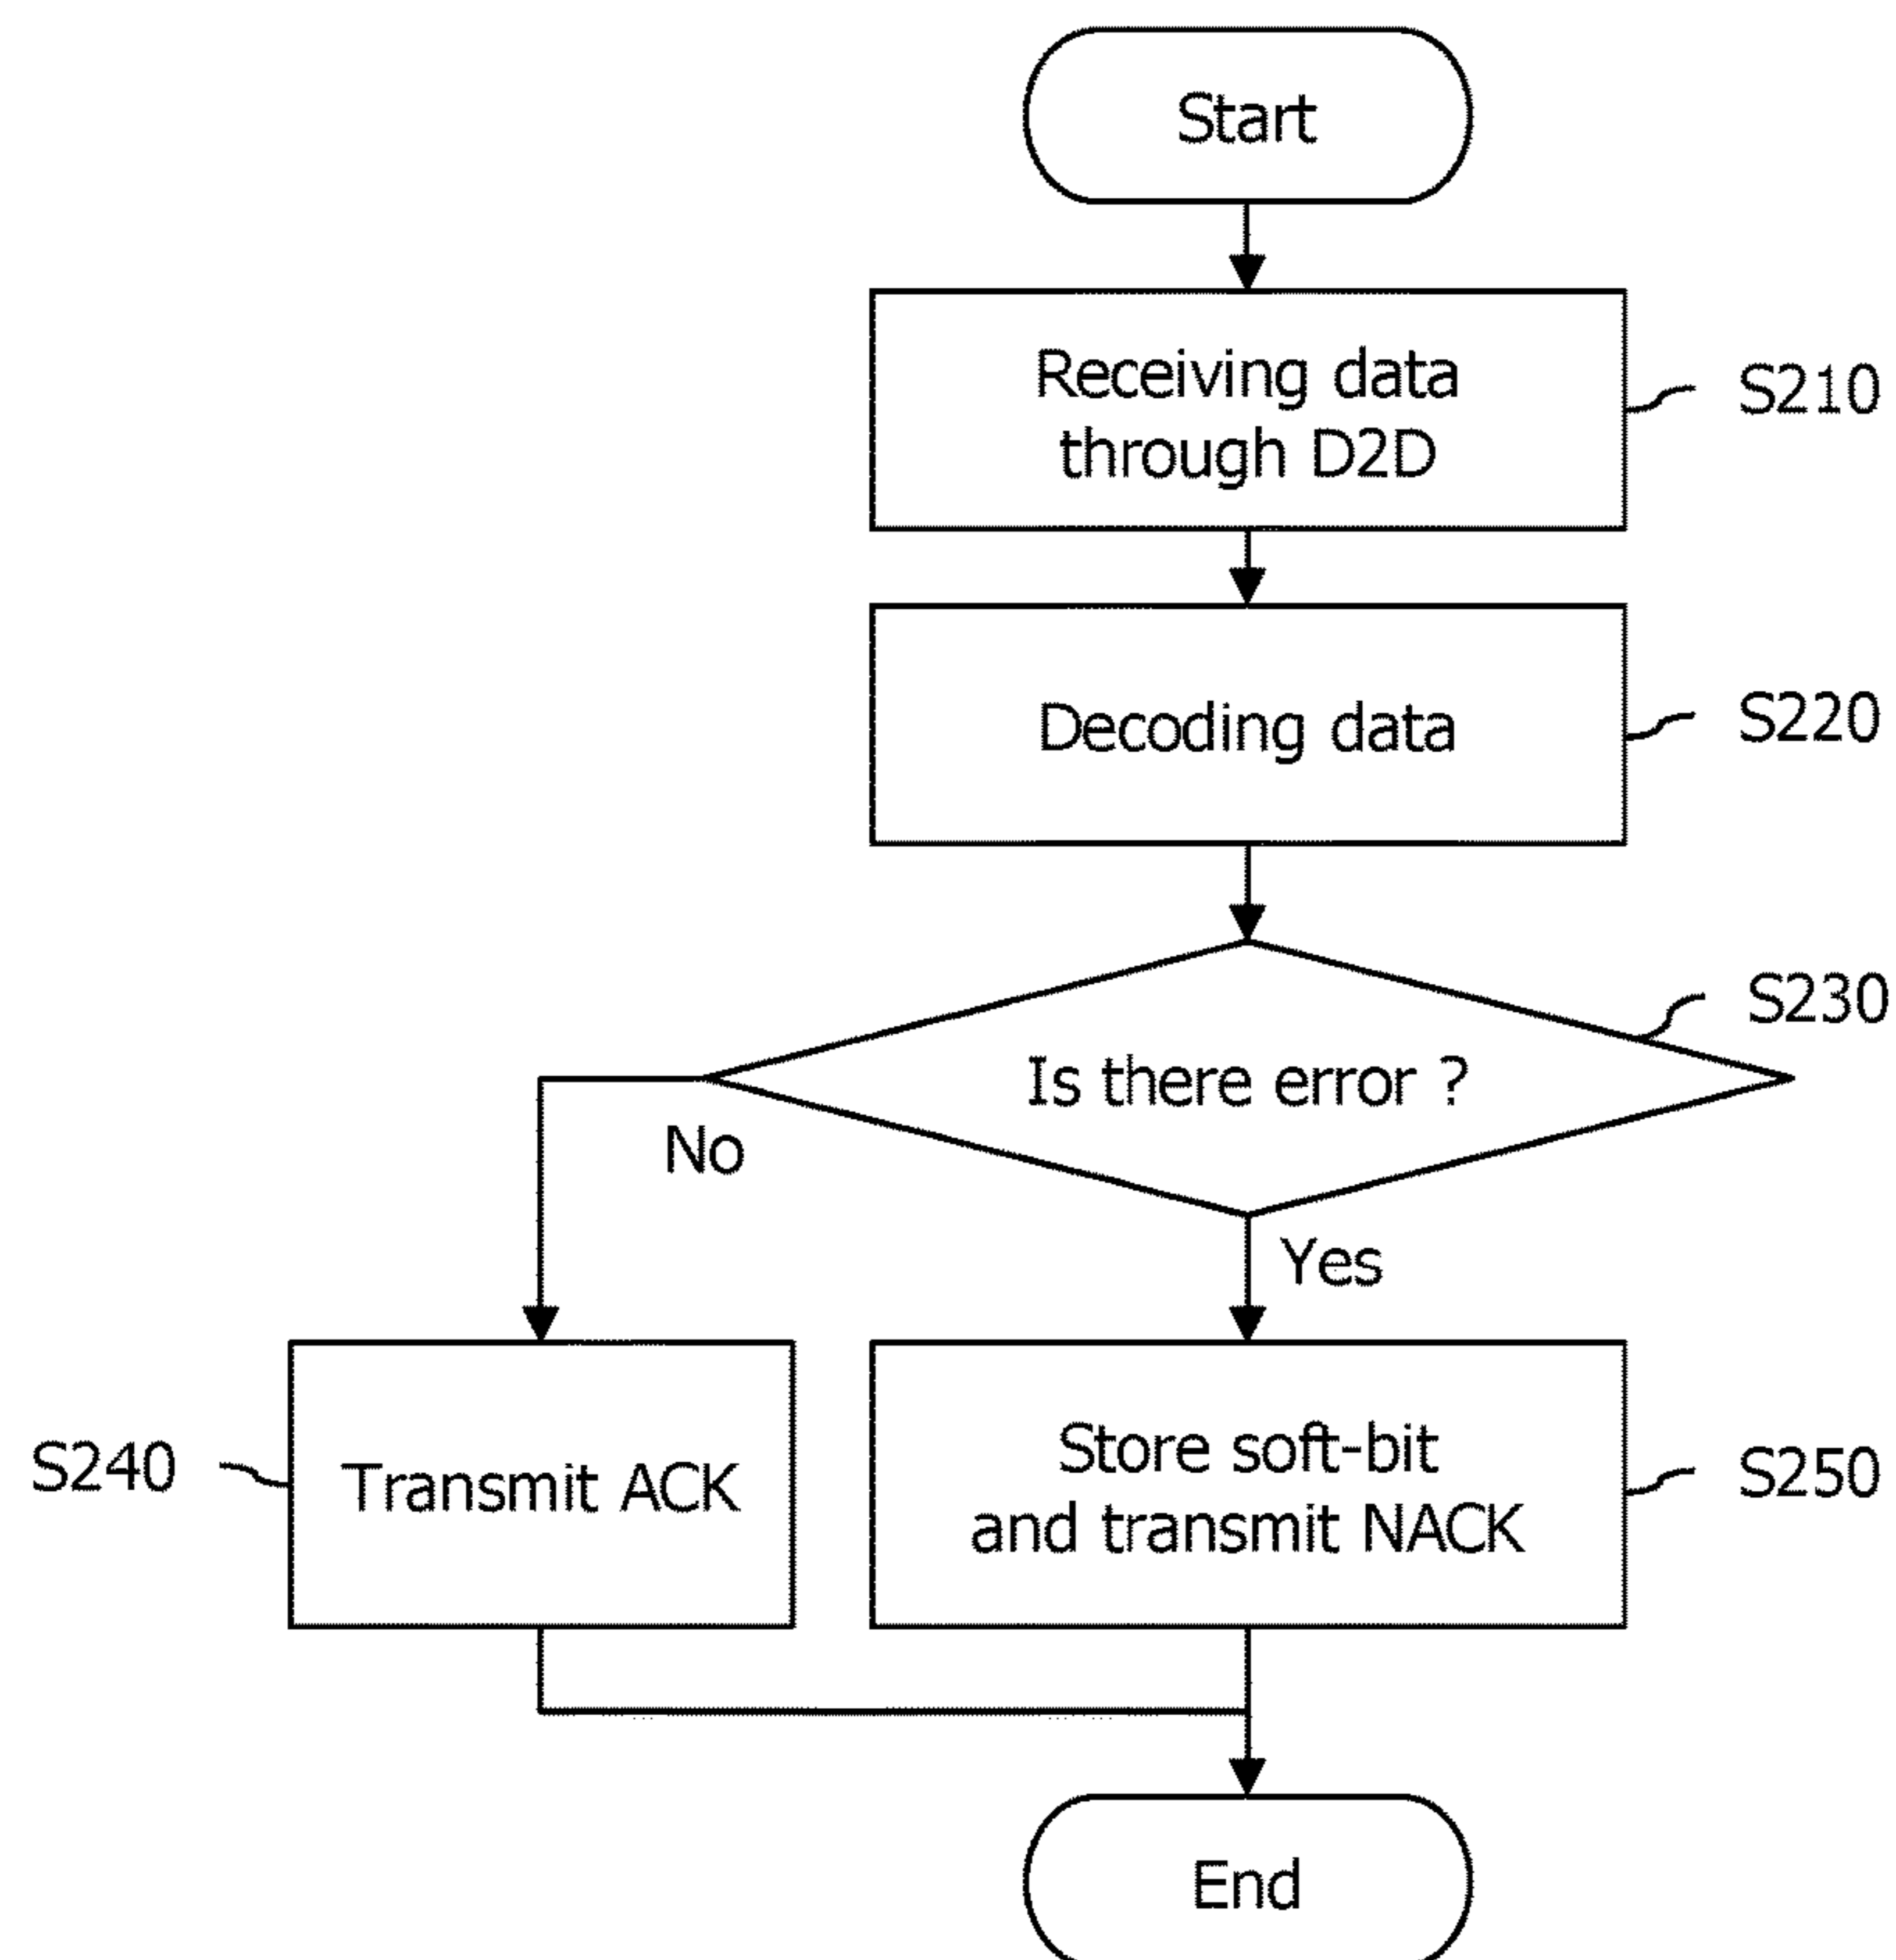 Start
Receiving data
through D2D
S210
Decoding data
S220
S230
Is there error ?
No
Yes
S240
Transmit ACK
Store soft-bit
and transmit NACK
S250
End